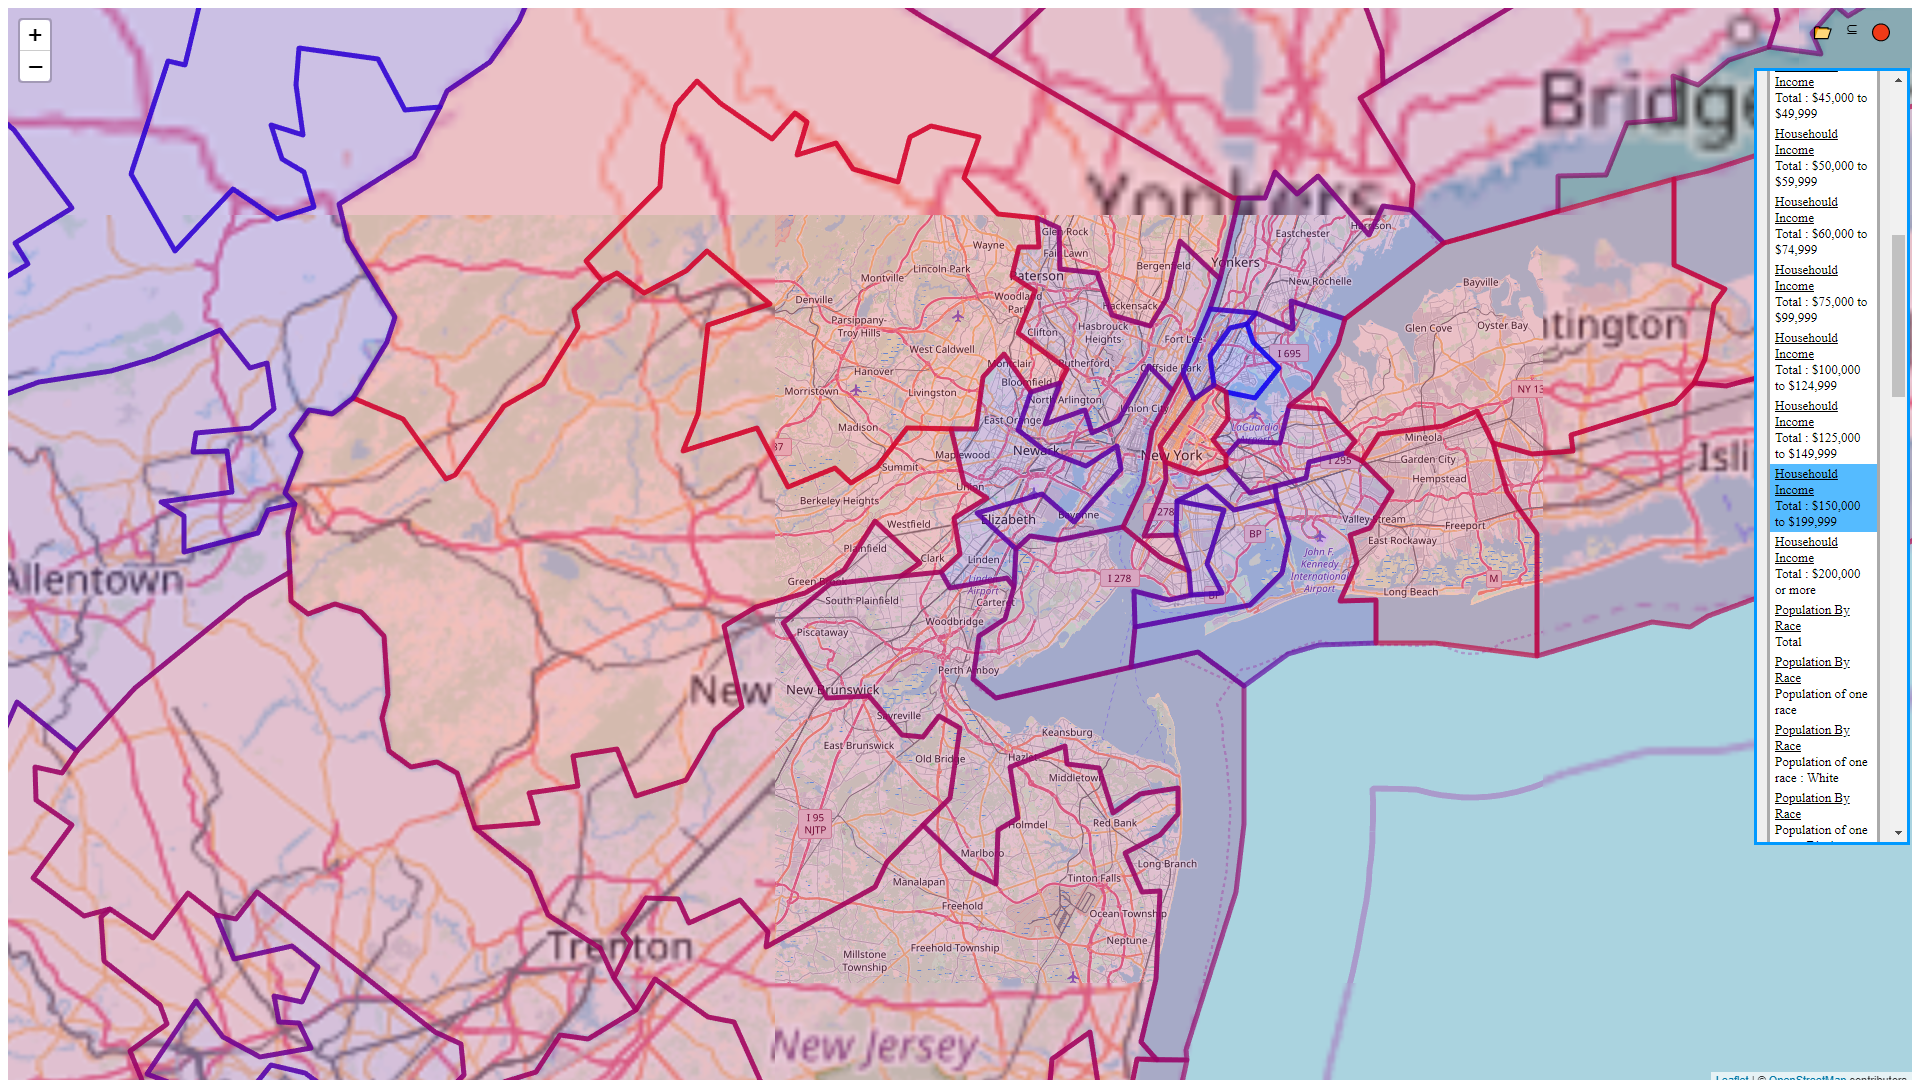 +
−
⊆
Bridge
Yonkers
Glen Rock
Wayne
Fair Lawn
Eastchester
Harrison
Lincoln Park
Paterson
Bergenfield
Yonkers
Montville
New Rochelle
Bayville
Denville
Woodland Park
Hackensack
Parsippany-
Troy Hills
Clifton
Hasbrouck
Heights
Fort Lee
Glen Cove
Oyster Bay
ntington
West Caldwell
I 695
Hanover
Montclair
Rutherford
Cliffside Park
Morristown
Livingston
Bloomfield
North Arlington
Union City
NY 13
Madison
East Orange
LaGuardia
Airport
Mineola
87
Maplewood
Newark
New York
I 295
Garden City
Isli
Summit
Union
Hempstead
Berkeley Heights
Westfield
Elizabeth
Bayonne
278
Valley Stream
Freeport
Plainfield
Clark
Linden
BP
East Rockaway
Allentown
Green Brook
Linden
Airport
I 278
John F.
Kennedy
International
Airport
M
Long Beach
South Plainfield
Carteret
BP
Piscataway
Woodbridge
New
New Brunswick
Perth Amboy
Sayreville
East Brunswick
Old Bridge
Keansburg
Hazlet
Middletown
I 95
NJTP
Holmdel
Red Bank
Marlboro
Long Branch
Manalapan
Tinton Falls
Freehold
Ocean Township
Trenton
Millstone
Township
Freehold Township
Neptune
New Jersey
Income
Total : $45,000 to
$49,999
Househould
Income
Total : $50,000 to
$59,999
Househould
Income
Total : $60,000 to
$74,999
Househould
Income
Total : $75,000 to
$99,999
Househould
Income
Total : $100,000
to $124,999
Househould
Income
Total : $125,000
to $149,999
Househould
Income
Total : $150,000
to $199,999
Househould
Income
Total : $200,000
or more
Population By
Race
Total
Population By
Race
Population of one
race
Population By
Race
Population of one
race : White
Population By
Race
Population of one
Leaflet | © OpenStreetMap contributors